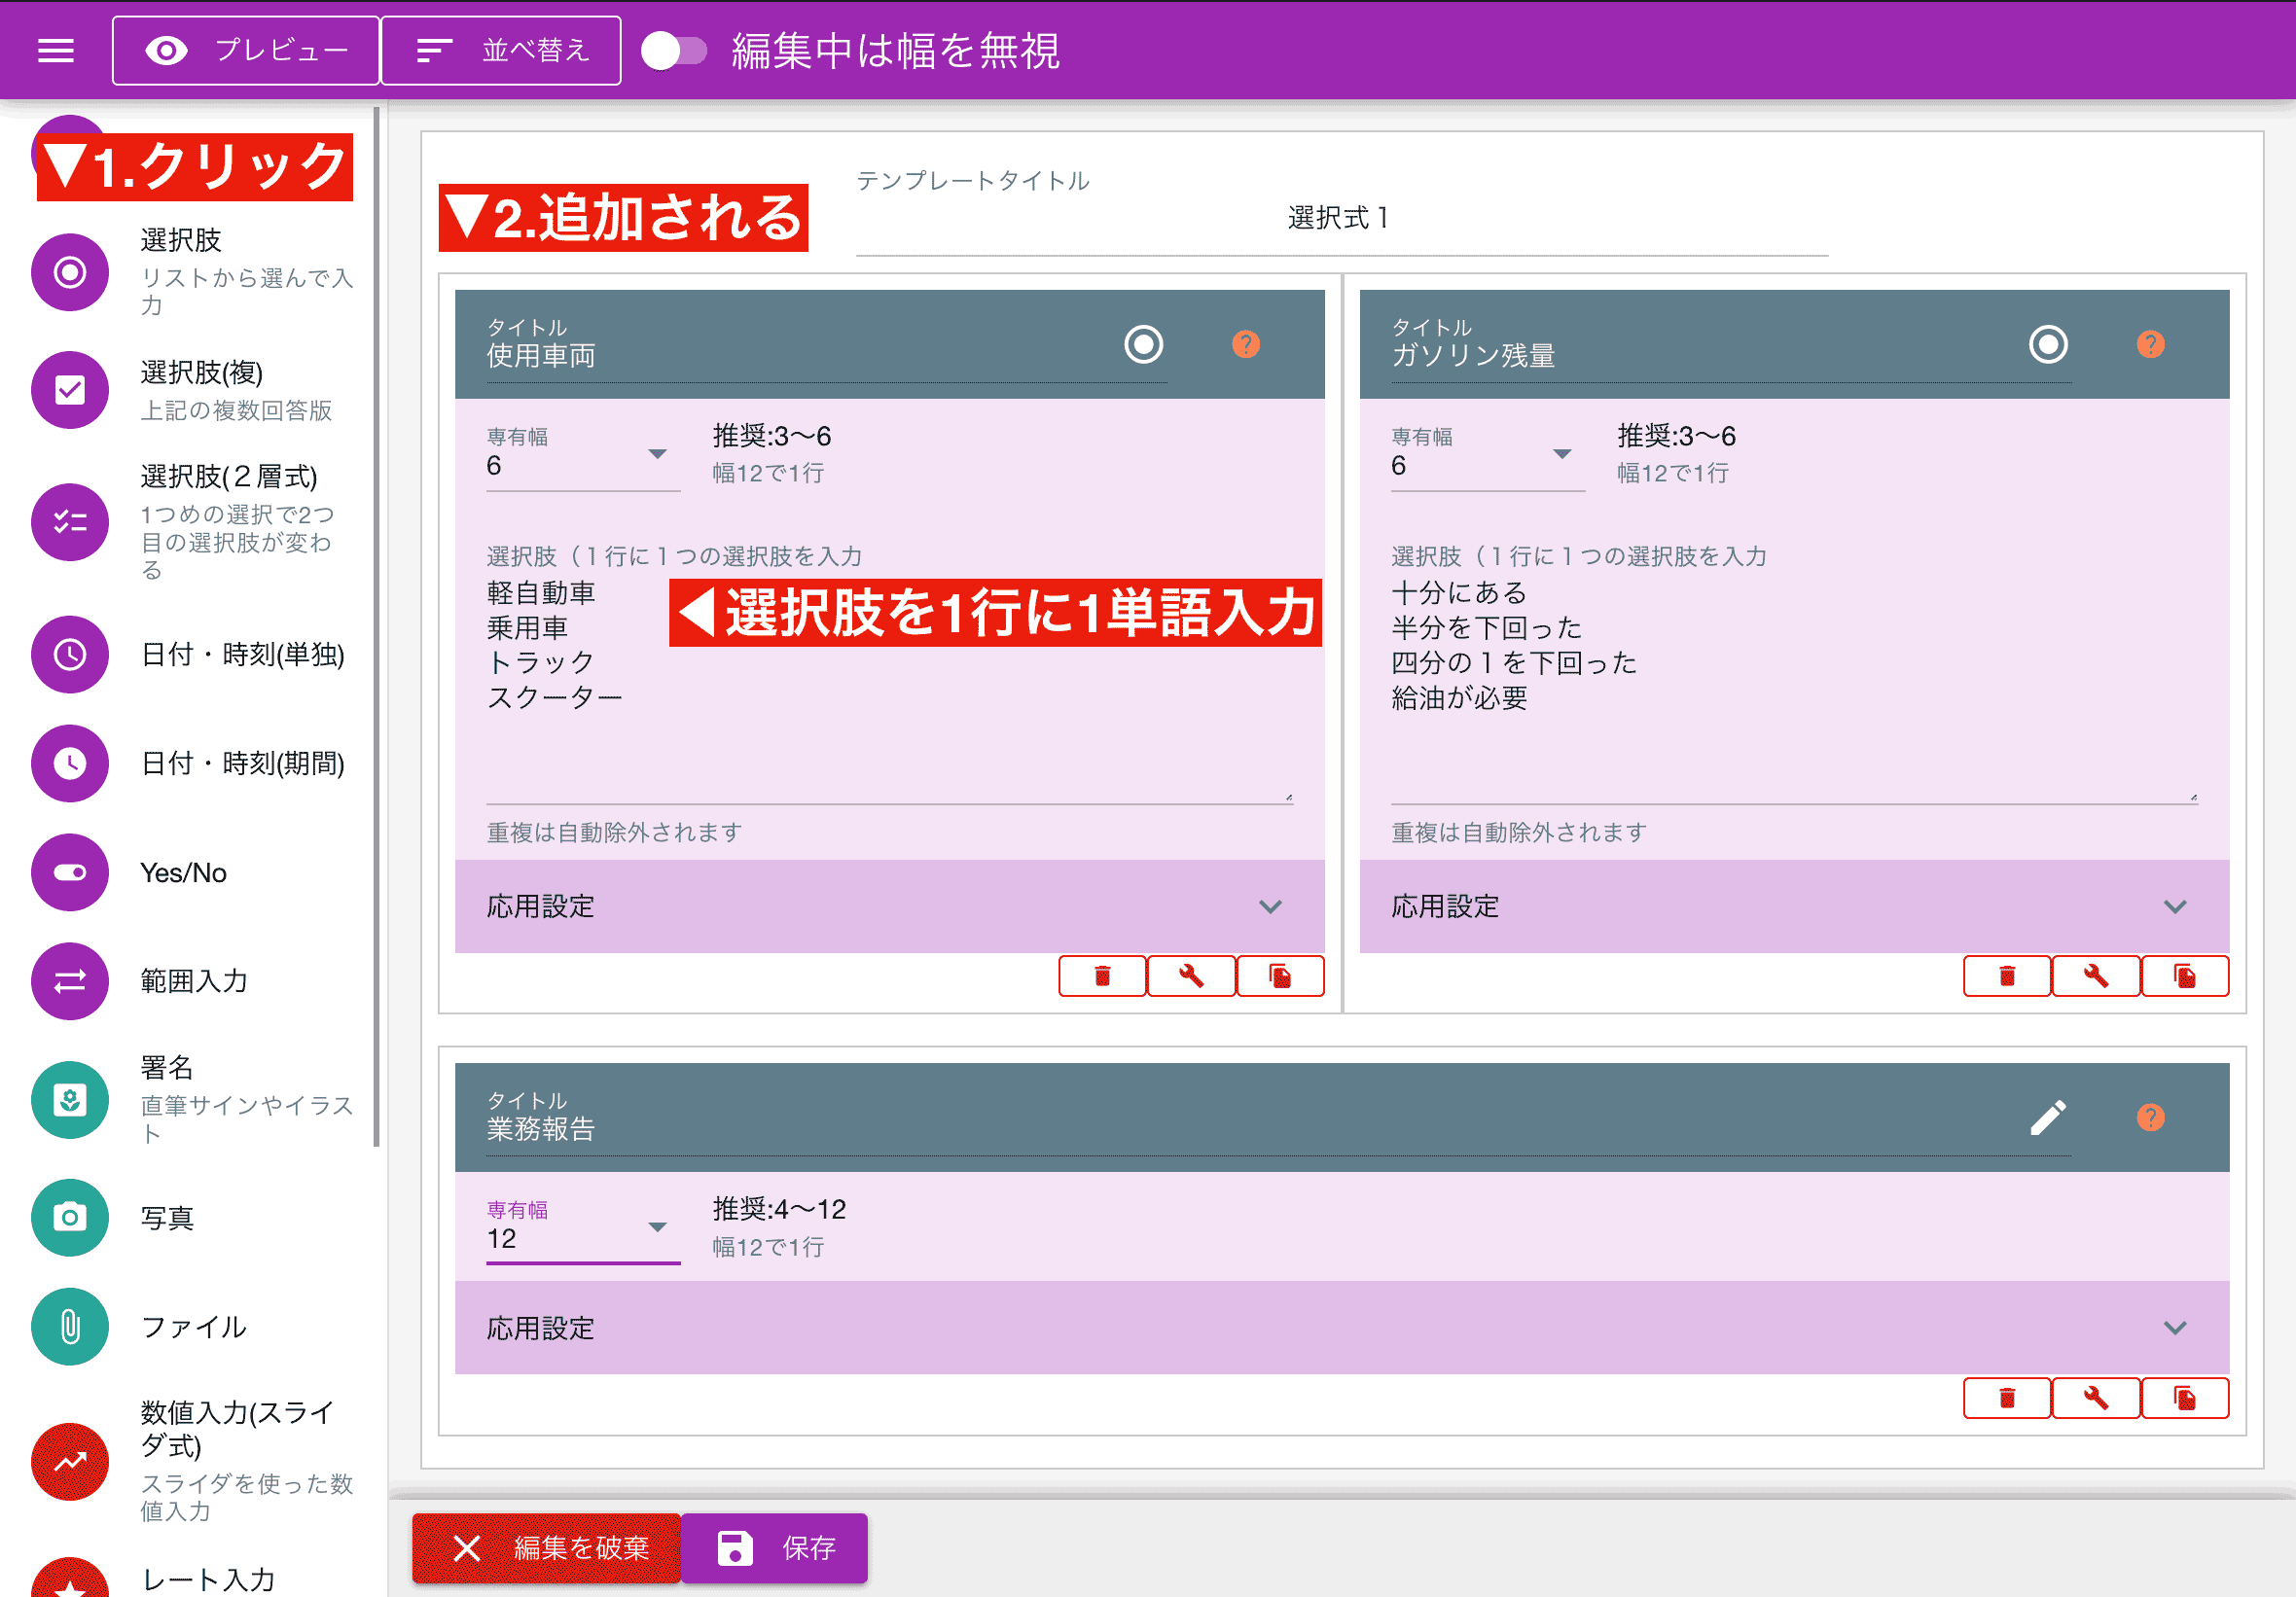 プレビュー
並べ替え
編集中は幅を無視
▼1.クリック
選択肢
リストから選んで入
力
選択肢(複)
上記の複数回答版
選択肢(２層式)
1つめの選択で2つ
目の選択肢が変わ
る
日付・時刻(単独)
日付・時刻(期間)
Yes/No
範囲入力
署名
直筆サインやイラス
ト
写真
ファイル
数値入力(スライ
ダ式)
スライダを使った数
値入力
レート入力
▼2.追加される
テンプレートタイトル
選択式１
タイトル
使用車両
専有幅
6
推奨:3〜6
幅12で1行
選択肢（１行に１つの選択肢を入力
軽自動車
乗用車
トラック
スクーター
◀選択肢を1行に1単語入力
重複は自動除外されます
応用設定
タイトル
ガソリン残量
専有幅
6
推奨:3〜6
幅12で1行
選択肢（１行に１つの選択肢を入力
十分にある
半分を下回った
四分の１を下回った
給油が必要
重複は自動除外されます
応用設定
タイトル
業務報告
専有幅
12
推奨:4〜12
幅12で1行
応用設定
編集を破棄
保存